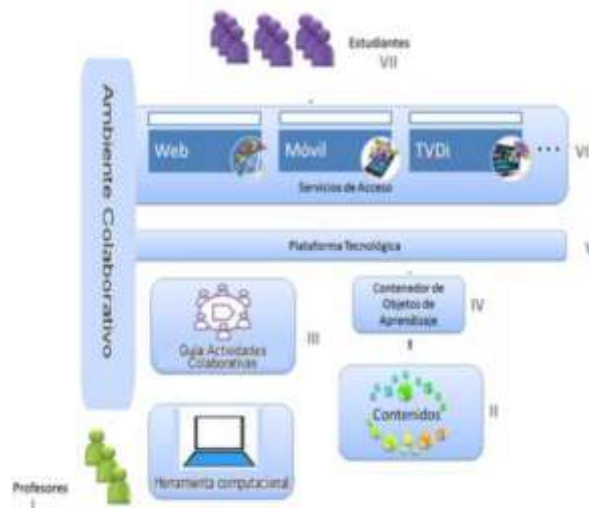 Estudiantes
VII
Ambiente Colaborativo
Web
Móvil
TVDi
...
VI
Servicios de Acceso
Plataforma Tecnológica
V
Contenedor de
Objetos de
Aprendizaje
IV
Guía Actividades
Colaborativas
III
Contenidos
II
Herramienta computacional
Profesores
I